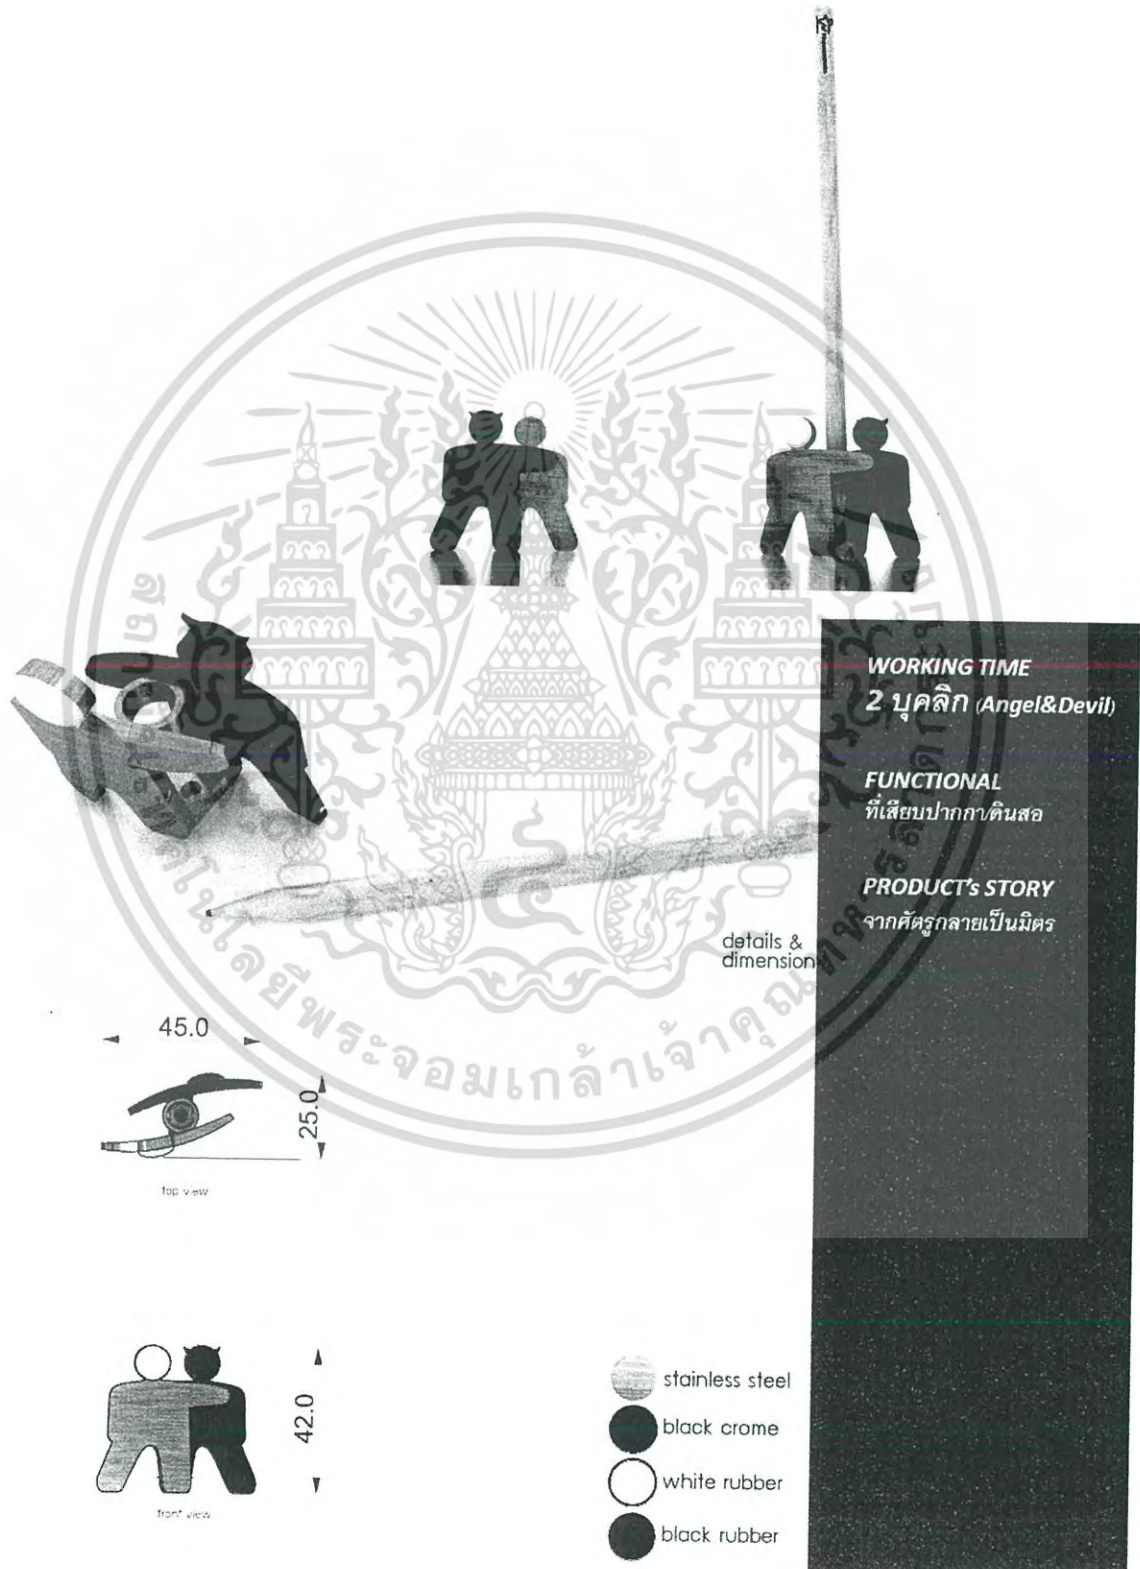 WORKING TIME
2 บุคลิก (Angel&Devil)
FUNCTIONAL
ที่เสียบปากกา/ดินสอ
PRODUCT's STORY
จากศัตรูกลายเป็นมิตร
details &
dimension
45.0
25.0
top view
42.0
front view
stainless steel
black crome
white rubber
black rubber